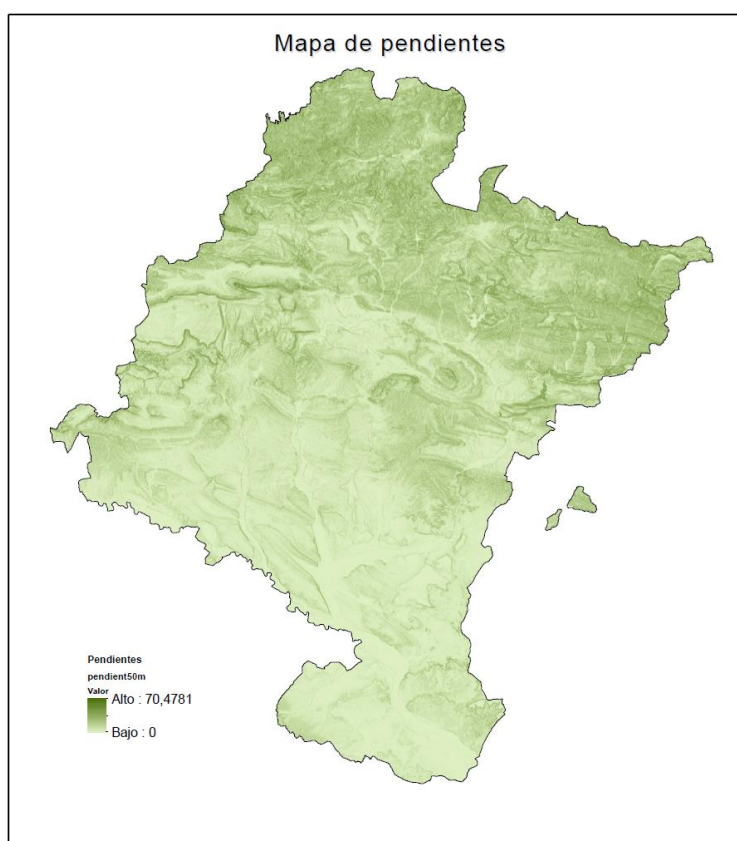 Mapa de pendientes
Pendientes
pendient50m
Valor
Alto : 70,4781
Bajo : 0